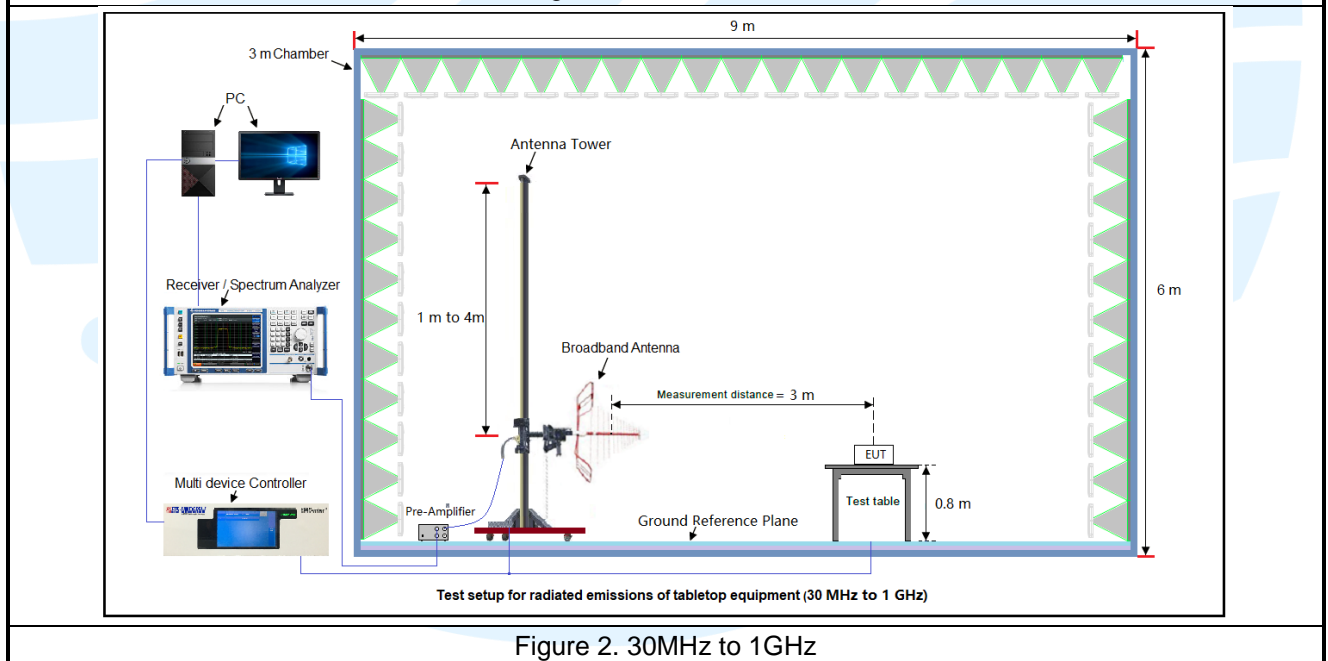 9 m
3 m Chamber
PC
Antenna Tower
Receiver / Spectrum Analyzer
6 m
1 m to 4m
Broadband Antenna
Measurement distance = 3 m
EUT
Multi device Controller
Test table
0.8 m
Pre-Amplifier
Ground Reference Plane
Test setup for radiated emissions of tabletop equipment (30 MHz to 1 GHz)
Figure 2. 30MHz to 1GHz